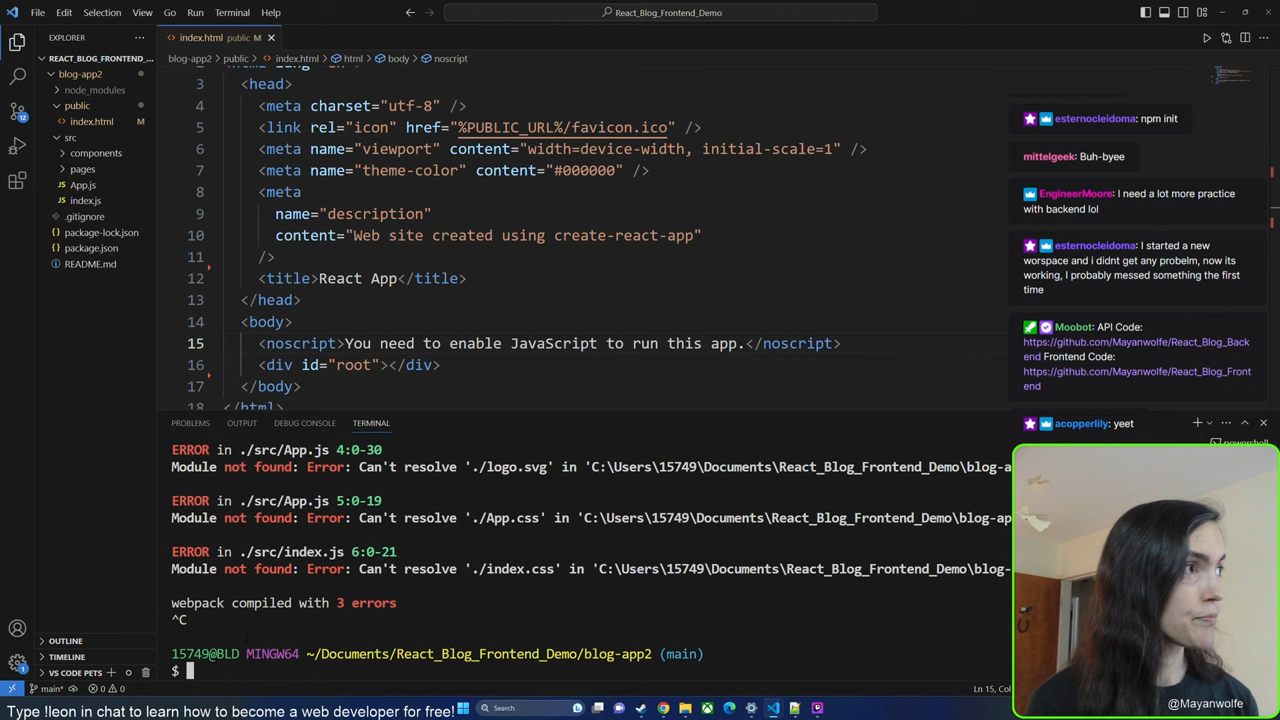 File Edit Selection View Go Run Terminal Help
React_Blog_Frontend_Demo
EXPLORER
REACT_BLOG_FRONTEND_...
blog-app2
node_modules
public
index.html M
src
components
pages
App.js
index.js
.gitignore
package-lock.json
package.json
README.md
OUTLINE
TIMELINE
VS CODE PETS
index.html public M
blog-app2 > public > index.html > html > body > noscript
3 <head>
4 <meta charset="utf-8" />
5 <link rel="icon" href="%PUBLIC_URL%/favicon.ico" />
6 <meta name="viewport" content="width=device-width, initial-scale=1" />
7 <meta name="theme-color" content="#000000" />
8 <meta
9 name="description"
10 content="Web site created using create-react-app"
11 />
12 <title>React App</title>
13 </head>
14 <body>
15 <noscript>You need to enable JavaScript to run this app.</noscript>
16 <div id="root"></div>
17 </body>
18 </html>
PROBLEMS OUTPUT DEBUG CONSOLE TERMINAL
ERROR in ./src/App.js 4:0-30
Module not found: Error: Can't resolve './logo.svg' in 'C:\Users\15749\Documents\React_Blog_Frontend_Demo\blog-ap
ERROR in ./src/App.js 5:0-19
Module not found: Error: Can't resolve './App.css' in 'C:\Users\15749\Documents\React_Blog_Frontend_Demo\blog-app
ERROR in ./src/index.js 6:0-21
Module not found: Error: Can't resolve './index.css' in 'C:\Users\15749\Documents\React_Blog_Frontend_Demo\blog-
webpack compiled with 3 errors
^C
15749@BLD MINGW64 ~/Documents/React_Blog_Frontend_Demo/blog-app2 (main)
$
esternocleidoma: npm init
mittelgeek: Buh-byee
EngineerMoore: I need a lot more practice
with backend lol
esternocleidoma: I started a new
worspace and i didnt get any probelm, now its
working, I probably messed something the first
time
Moobot: API Code:
https://github.com/Mayanwolfe/React_Blog_Back
end Frontend Code:
https://github.com/Mayanwolfe/React_Blog_Front
end
acopperlily: yeet
powershell
main* 0 0
Ln 15,
Type !leon in chat to learn how to become a web developer for free!
Search
@Mayanwolfe